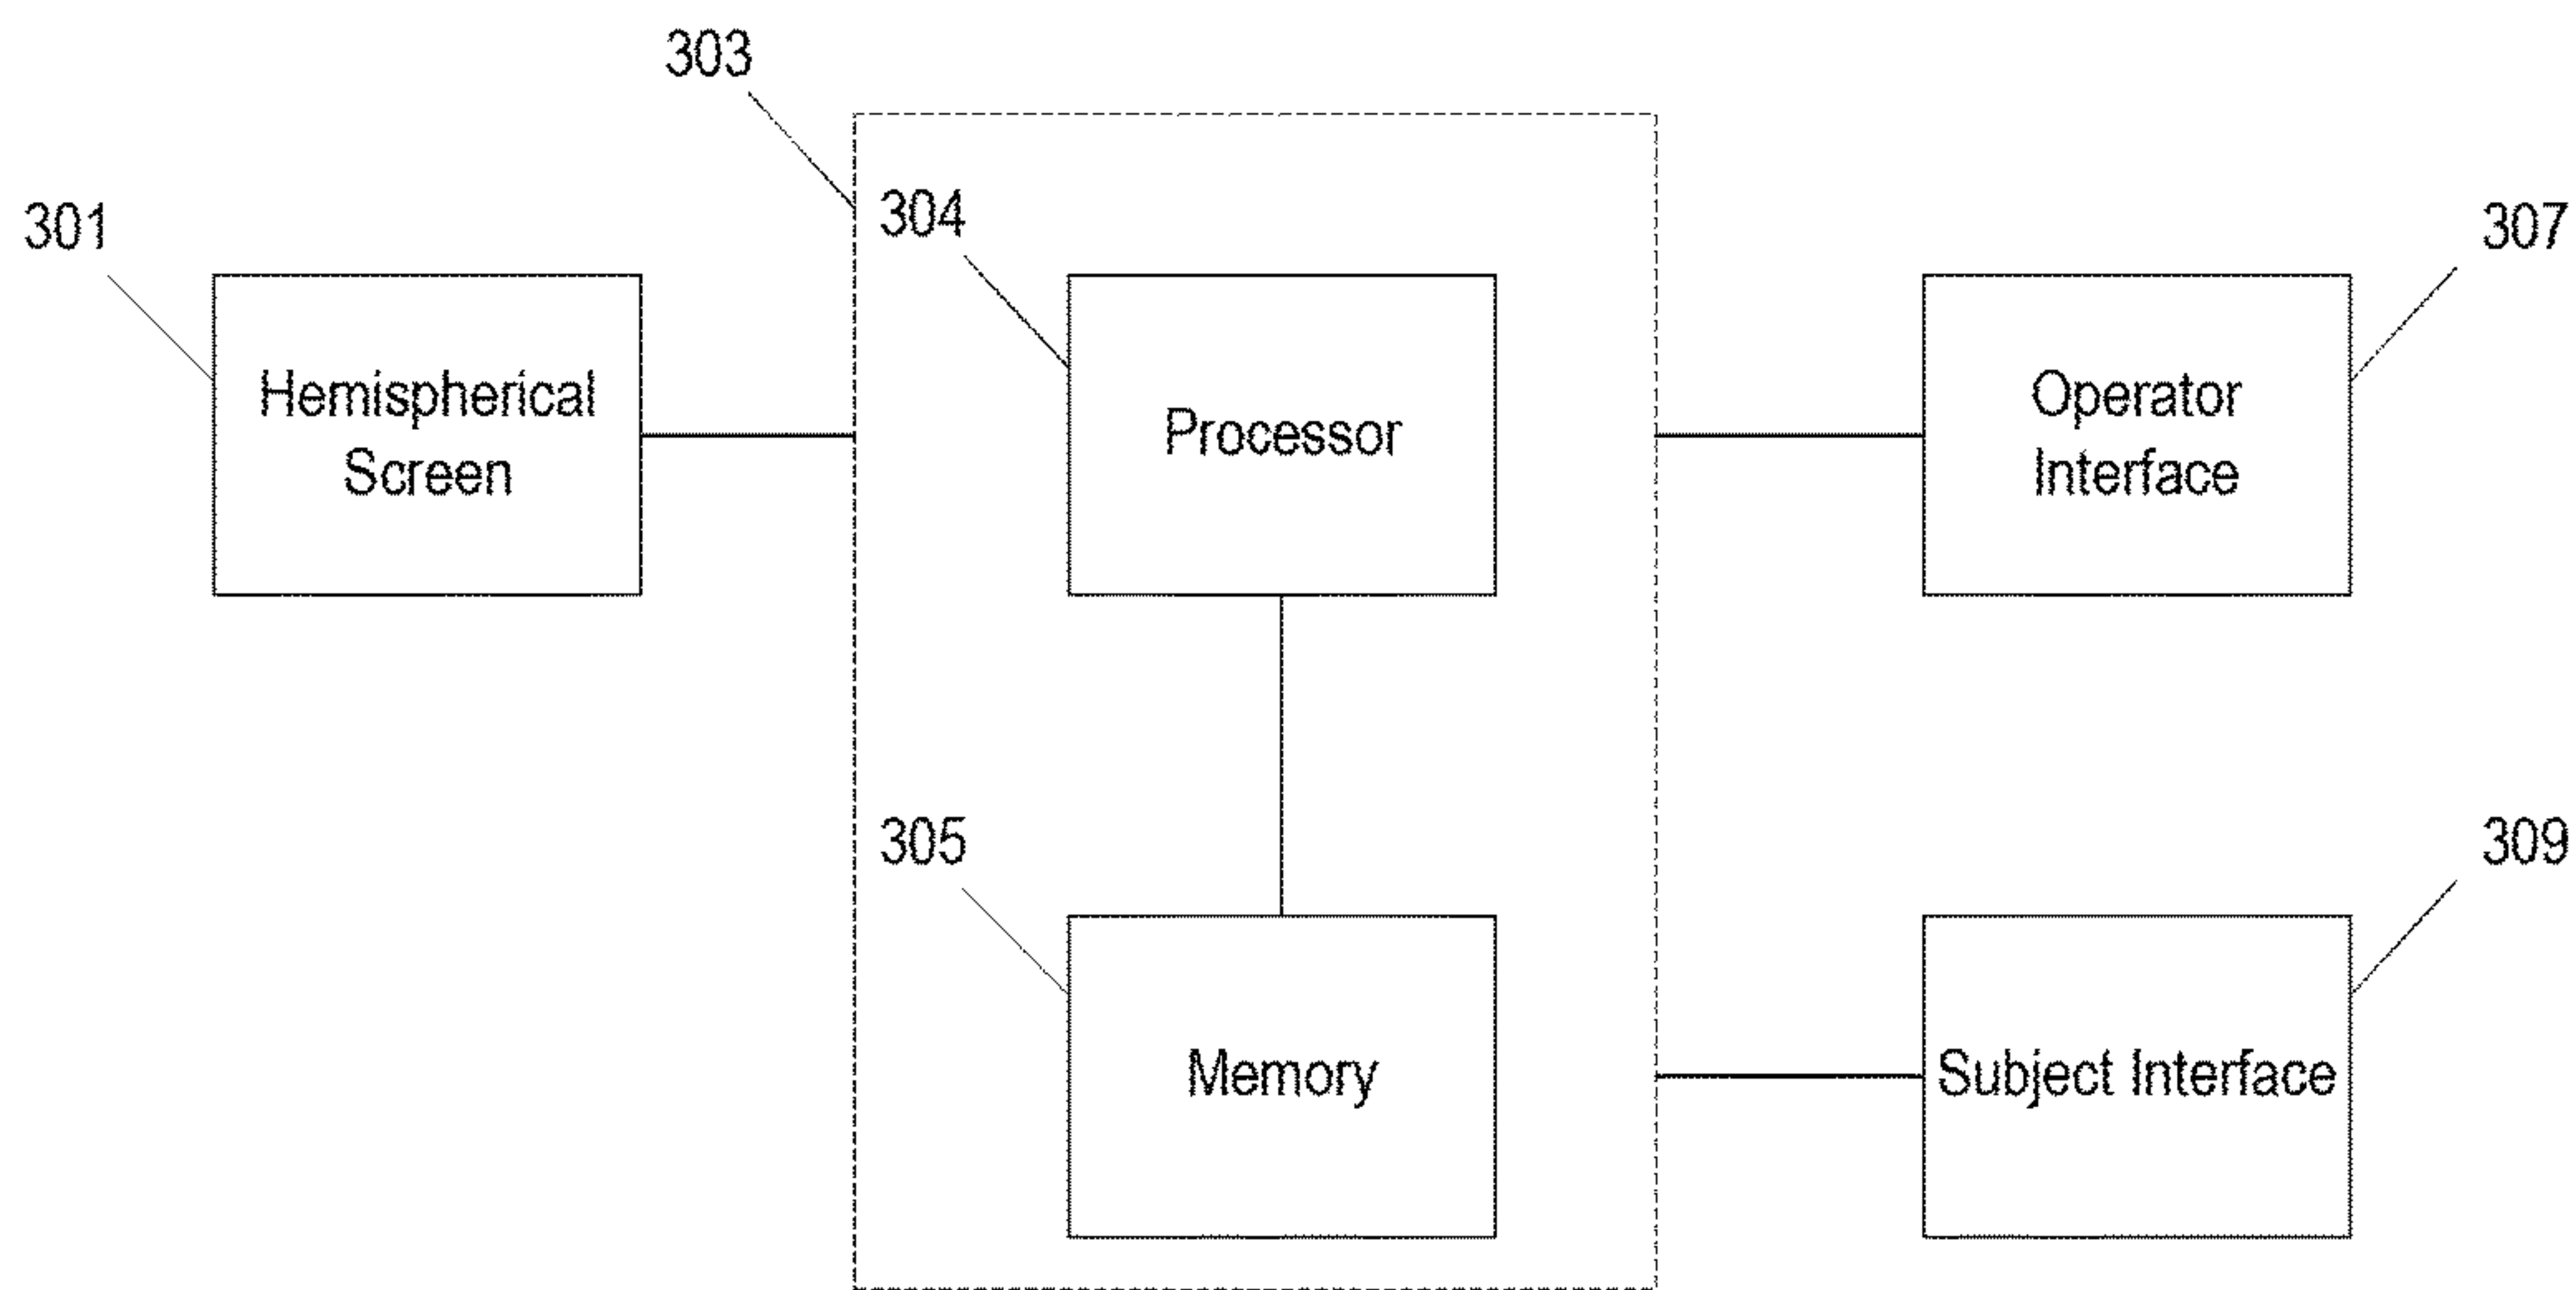 303
304
301
307
Hemispherical
Screen
Processor
Operator
Interface
305
309
Memory
Subject Interface